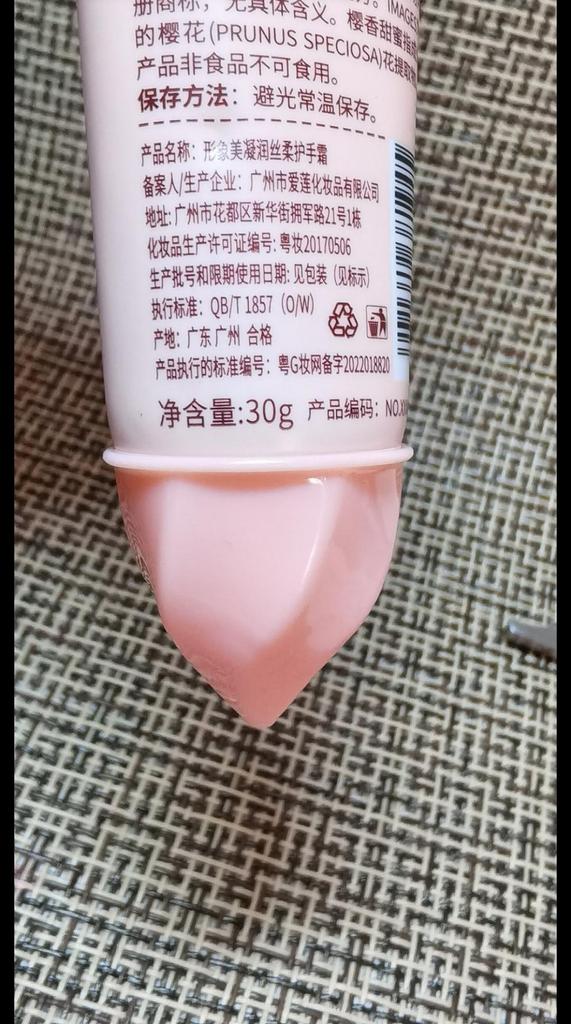 册商标，无具体含义。樱香甜蜜指
的樱花(PRUNUS SPECIOSA)花提取
产品非食品不可食用。
保存方法：避光常温保存。
产品名称：形象美凝润丝柔护手霜
备案人/生产企业：广州市爱莲化妆品有限公司
地址:广州市花都区新华街拥军路21号1栋
化妆品生产许可证编号:粤妆20170506
生产批号和限期使用日期:见包装（见标示）
执行标准：QB/T 1857（O/W）
产地：广东 广州 合格
产品执行的标准编号：粤G妆网备字2022018820
净含量:30g 产品编码：NO.X